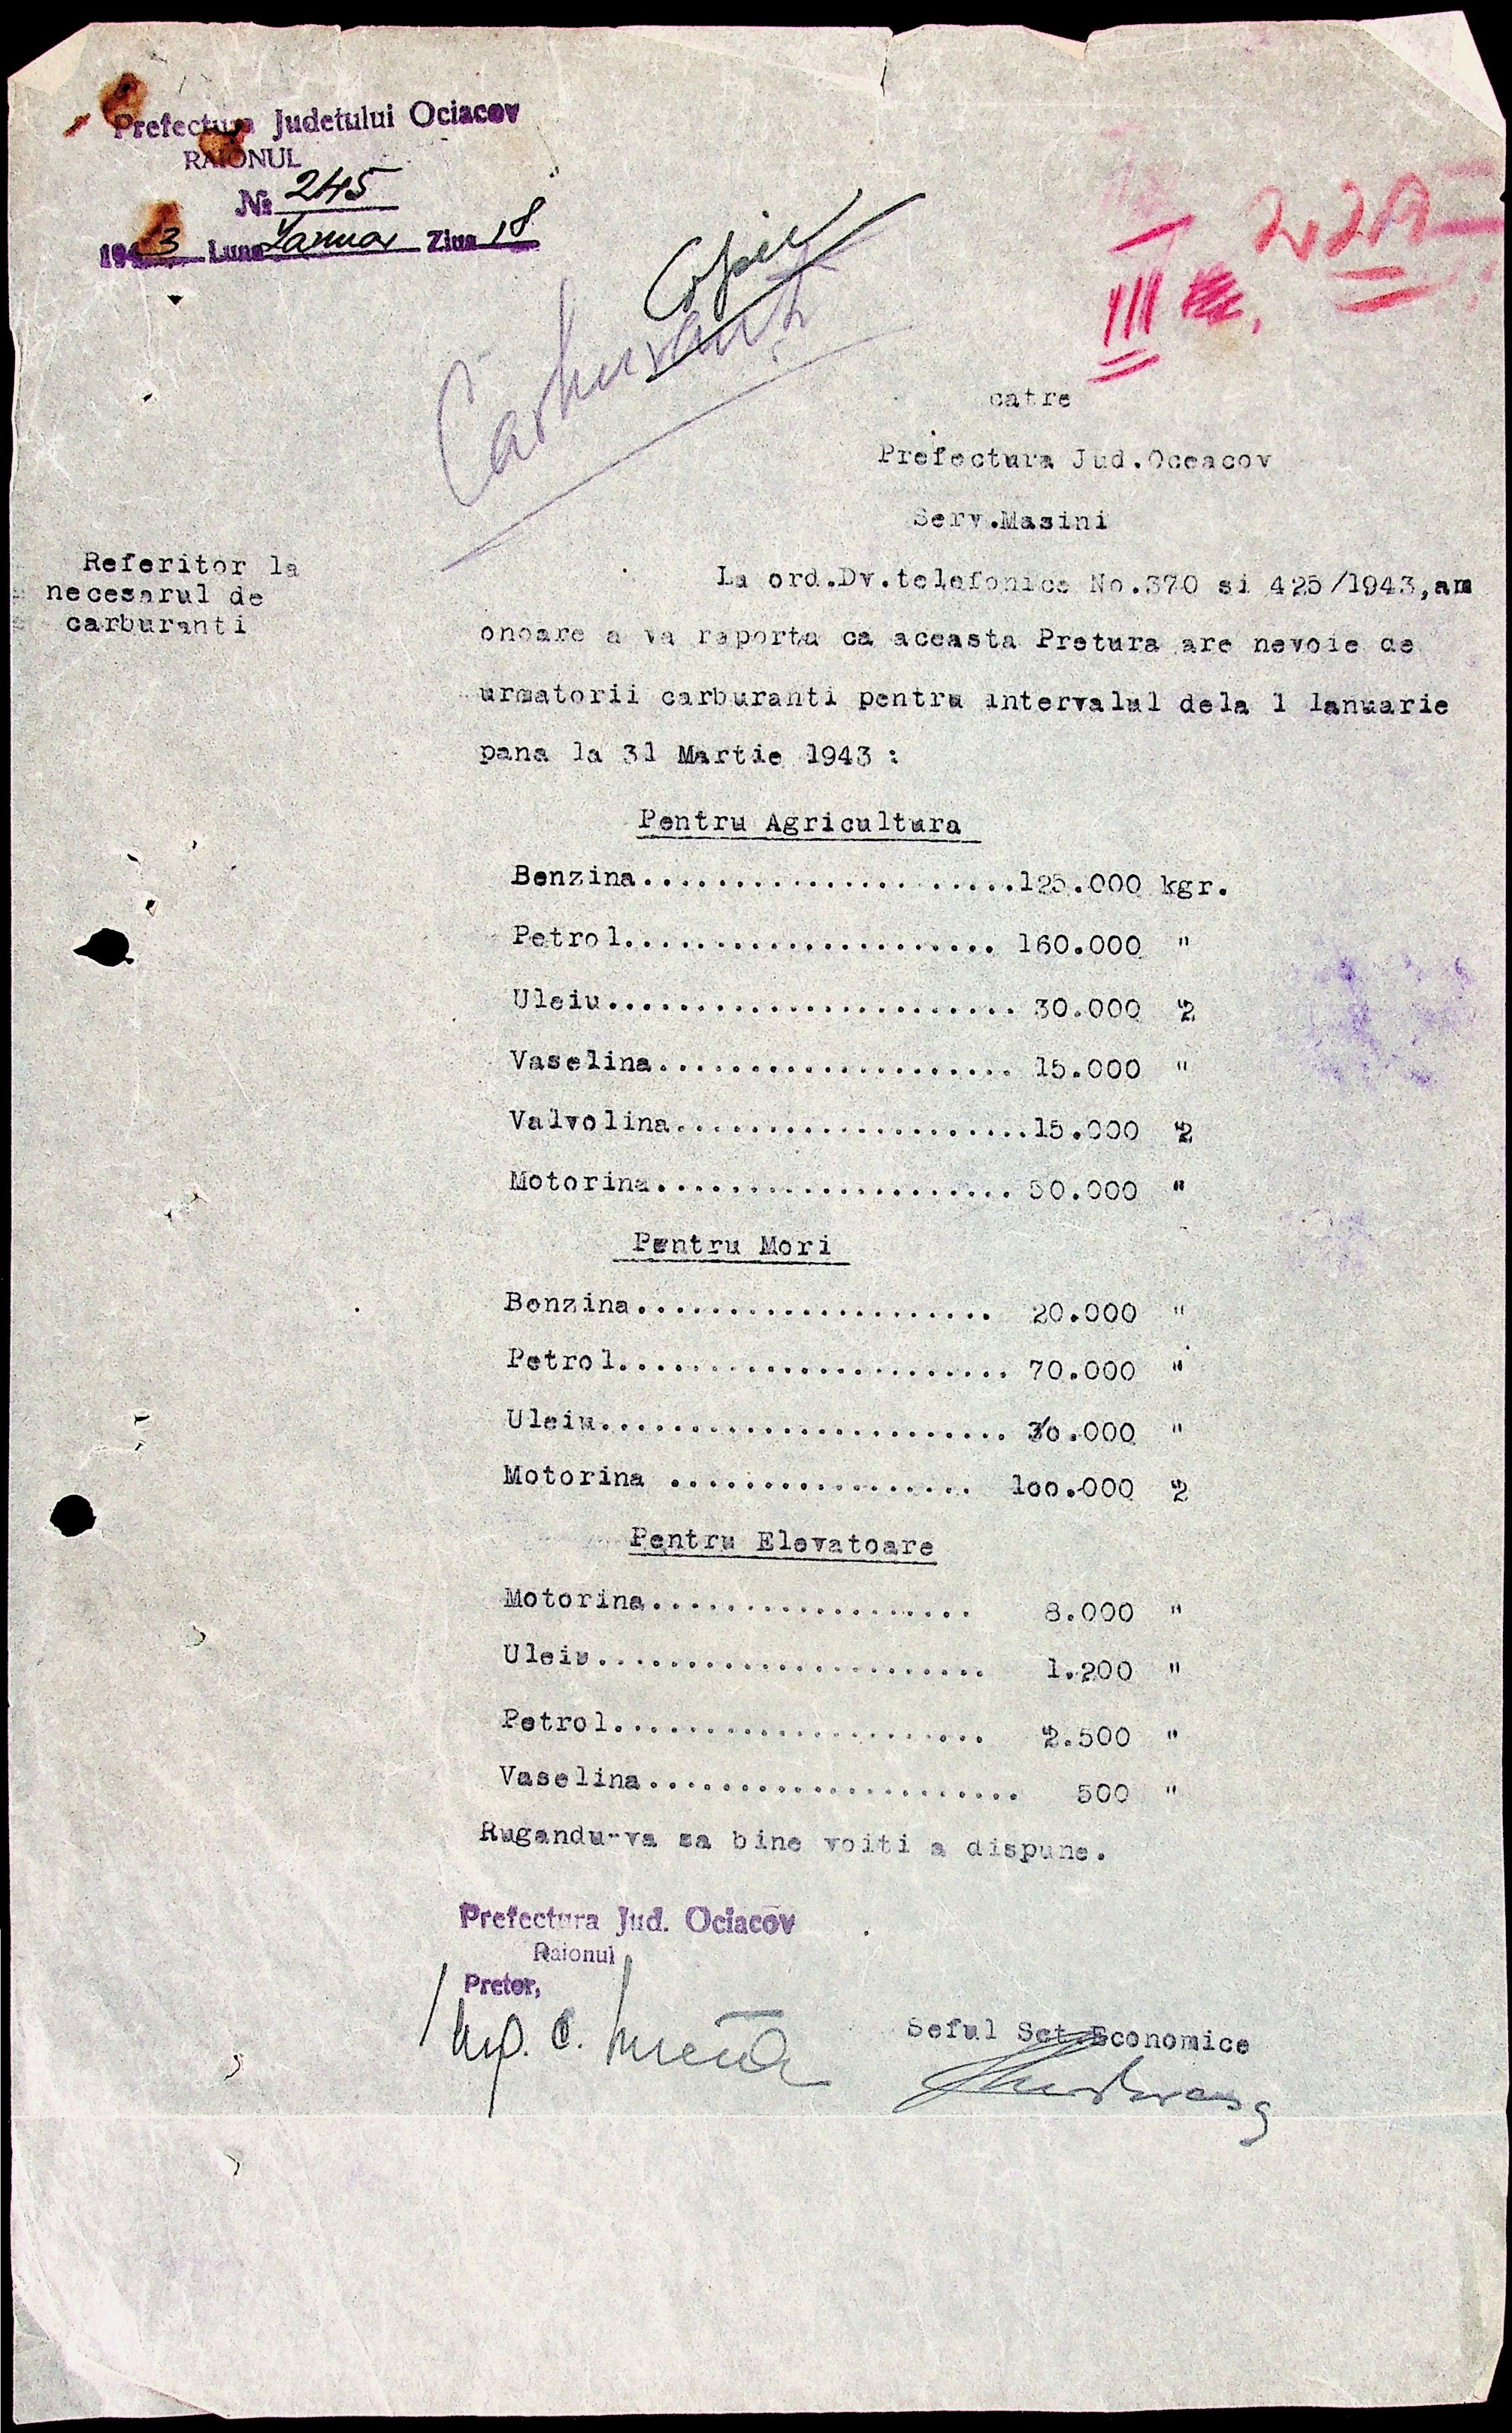 Prefectura Judetului Ociacov
RAIONUL
№ 245
1943 Luna Januar Ziua 18
Copie
Carburanti
III
catre
Prefectura Jud.Oceacov
Serv.Masini
Referitor la
necesarul de
carburanti
La ord.Dv.telefonice No.370 si 425/1943,am
onoare a va raporta ca aceasta Pretura are nevoie de
urmatorii carburanti pentru intervalul dela 1 Ianuarie
pana la 31 Martie 1943 :
Pentru Agricultura
Benzina.....................125.000 kgr.
Petrol..................... 160.000 "
Uleiu....................... 30.000 "
Vaselina.................... 15.000 "
Valvolina....................15.000 "
Motorina.................... 50.000 "
Pentru Mori
Benzina.................... 20.000 "
Petrol...................... 70.000 "
Uleiu....................... 30.000 "
Motorina ................. 100.000 "
Pentru Elevatoare
Motorina.................. 8.000 "
Uleiu...................... 1.200 "
Petrol..................... 2.500 "
Vaselina..................... 500 "
Rugandu-va sa bine voiti a dispune.
Prefectura Jud. Ociacov
Raionul
Pretor,
Seful Sct.Economice